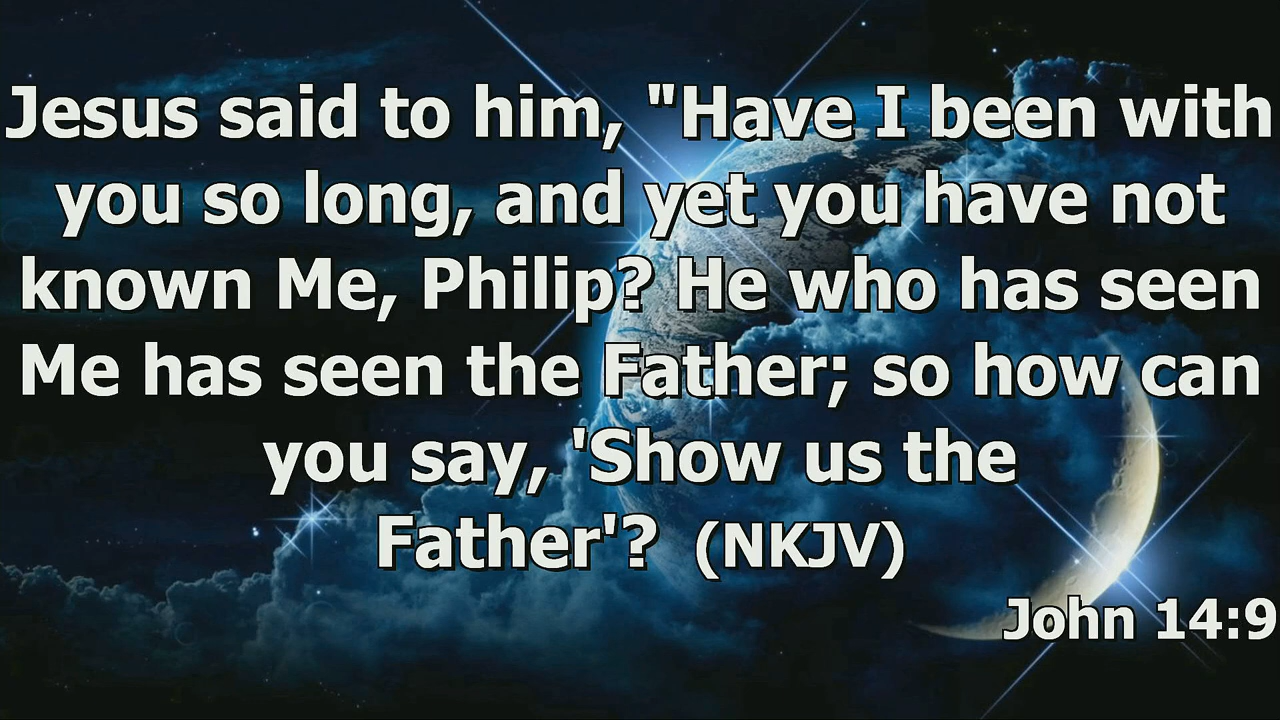 Jesus said to him, "Have I been with
you so long, and yet you have not
known Me, Philip? He who has seen
Me has seen the Father; so how can
you say, 'Show us the
Father'? (NKJV)
John 14:9